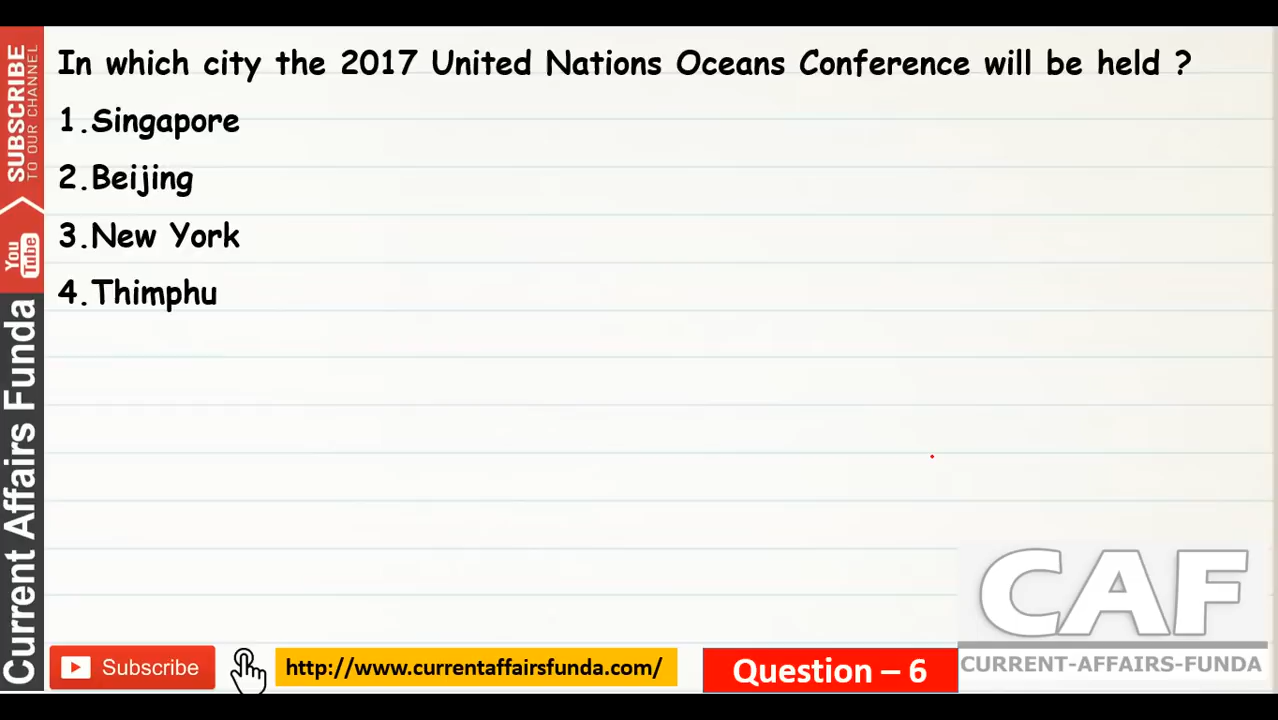 In which city the 2017 United Nations Oceans Conference will be held ?
1.Singapore
2.Beijing
3.New York
4.Thimphu
SUBSCRIBE
TO OUR CHANNEL
You
Tube
Current Affairs Funda
Subscribe
http://www.currentaffairsfunda.com/
Question – 6
CAF
CURRENT-AFFAIRS-FUNDA